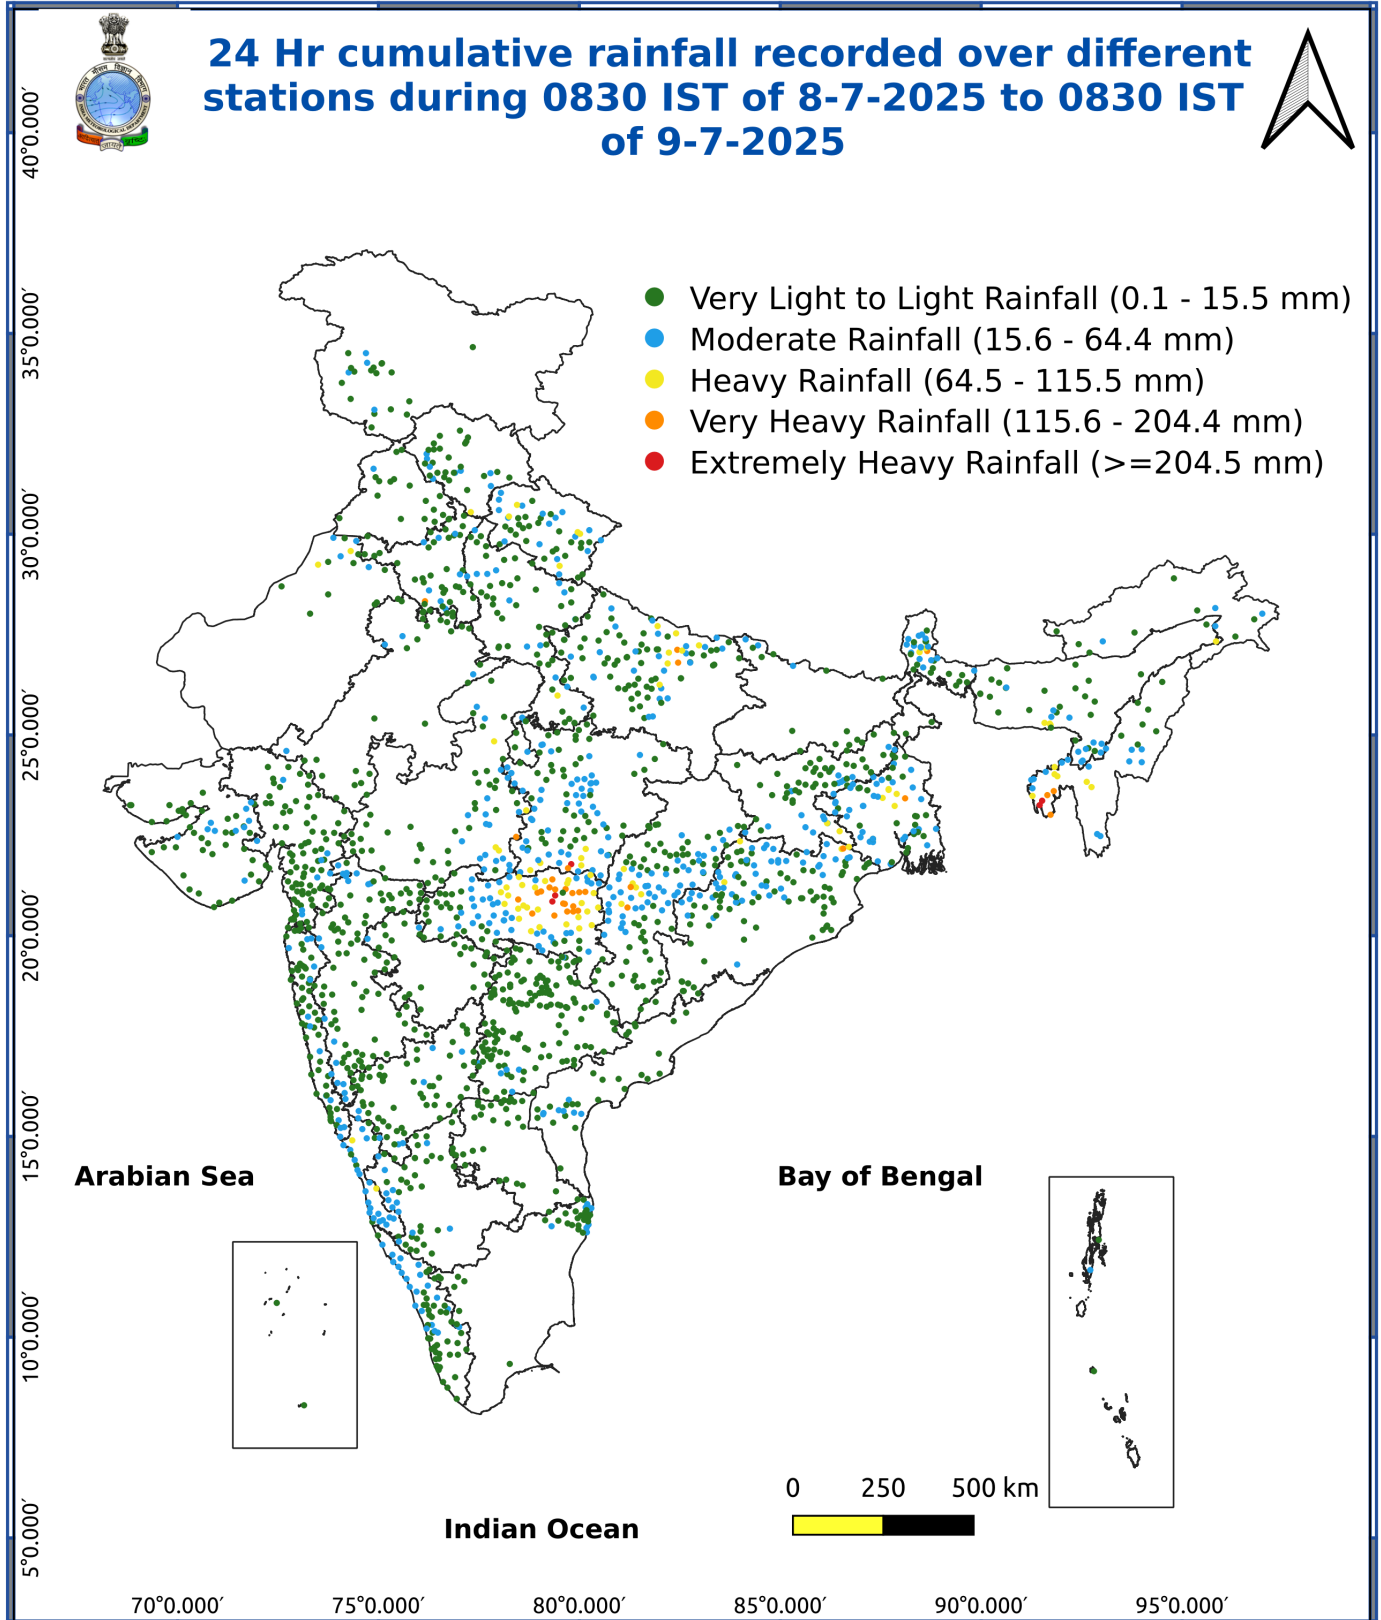 24 Hr cumulative rainfall recorded over different
stations during 0830 IST of 8-7-2025 to 0830 IST
of 9-7-2025
Very Light to Light Rainfall (0.1 - 15.5 mm)
Moderate Rainfall (15.6 - 64.4 mm)
Heavy Rainfall (64.5 - 115.5 mm)
Very Heavy Rainfall (115.6 - 204.4 mm)
Extremely Heavy Rainfall (>=204.5 mm)
40°0.000′
35°0.000′
30°0.000′
25°0.000′
20°0.000′
15°0.000′
10°0.000′
5°0.000′
Arabian Sea
Bay of Bengal
Indian Ocean
0 250 500 km
70°0.000′ 75°0.000′ 80°0.000′ 85°0.000′ 90°0.000′ 95°0.000′